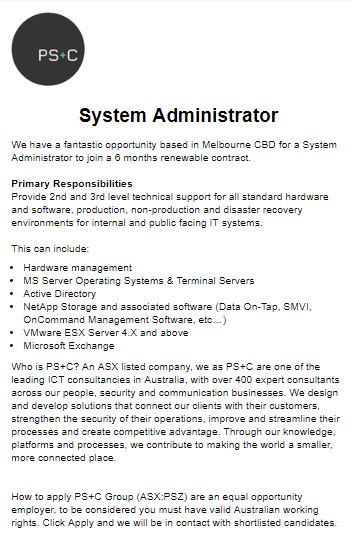 PS+C
System Administrator
We have a fantastic opportunity based in Melbourne CBD for a System
Administrator to join a 6 months renewable contract.
Primary Responsibilities
Provide 2nd and 3rd level technical support for all standard hardware
and software, production, non-production and disaster recovery
environments for internal and public facing IT systems.
This can include:
• Hardware management
• MS Server Operating Systems & Terminal Servers
• Active Directory
• NetApp Storage and associated software (Data On-Tap, SMVI,
OnCommand Management Software, etc…)
• VMware ESX Server 4.X and above
• Microsoft Exchange
Who is PS+C? An ASX listed company, we as PS+C are one of the
leading ICT consultancies in Australia, with over 400 expert consultants
across our people, security and communication businesses. We design
and develop solutions that connect our clients with their customers,
strengthen the security of their operations, improve and streamline their
processes and create competitive advantage. Through our knowledge,
platforms and processes, we contribute to making the world a smaller,
more connected place.
How to apply PS+C Group (ASX:PSZ) are an equal opportunity
employer, to be considered you must have valid Australian working
rights. Click Apply and we will be in contact with shortlisted candidates.